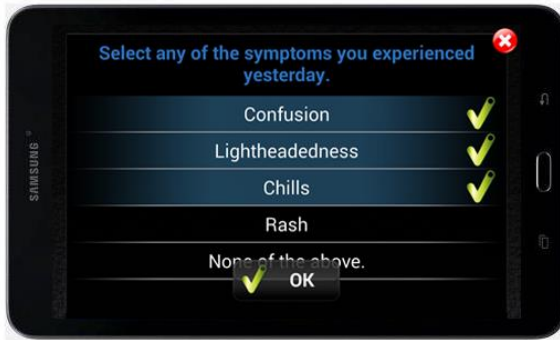 Select any of the symptoms you experienced
yesterday.
Confusion
Lightheadedness
Chills
Rash
None of the above.
OK
SAMSUNG